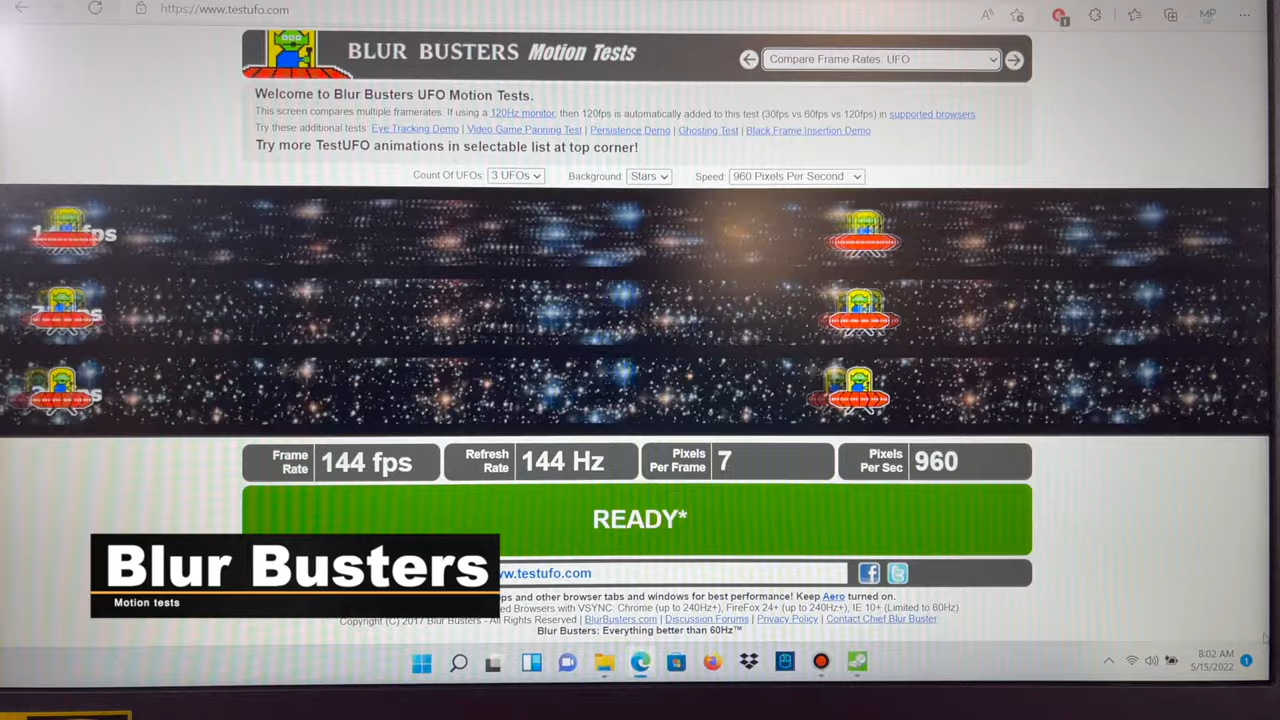 https://www.testufo.com
MP
BLUR BUSTERS Motion Tests
Compare Frame Rates UFO
Welcome to Blur Busters UFO Motion Tests.
This screen compares multiple framerates. If using a 120Hz monitor, then 120fps is automatically added to this test (30fps vs 60fps vs 120fps) in supported browsers
Try these additional tests: Eye Tracking Demo | Video Game Panning Test | Persistence Demo | Ghosting Test | Black Frame Insertion Demo
Try more TestUFO animations in selectable list at top corner!
Count Of UFOs: 3 UFOs Background: Stars Speed: 960 Pixels Per Second
fps
Frame Rate 144 fps
Refresh Rate 144 Hz
Pixels Per Frame 7
Pixels Per Sec 960
READY*
Blur Busters
Motion tests
w.testufo.com
and other browser tabs and windows for best performance! Keep Aero turned on.
Browsers with VSYNC: Chrome (up to 240Hz+), FireFox 24+ (up to 240Hz+), IE 10+ (Limited to 60Hz)
Copyright (C) 2017 Blur Busters - All Rights Reserved | BlurBusters.com | Discussion Forums | Privacy Policy | Contact Chief Blur Buster
Blur Busters: Everything better than 60Hz™
8:02 AM
5/15/2022
1